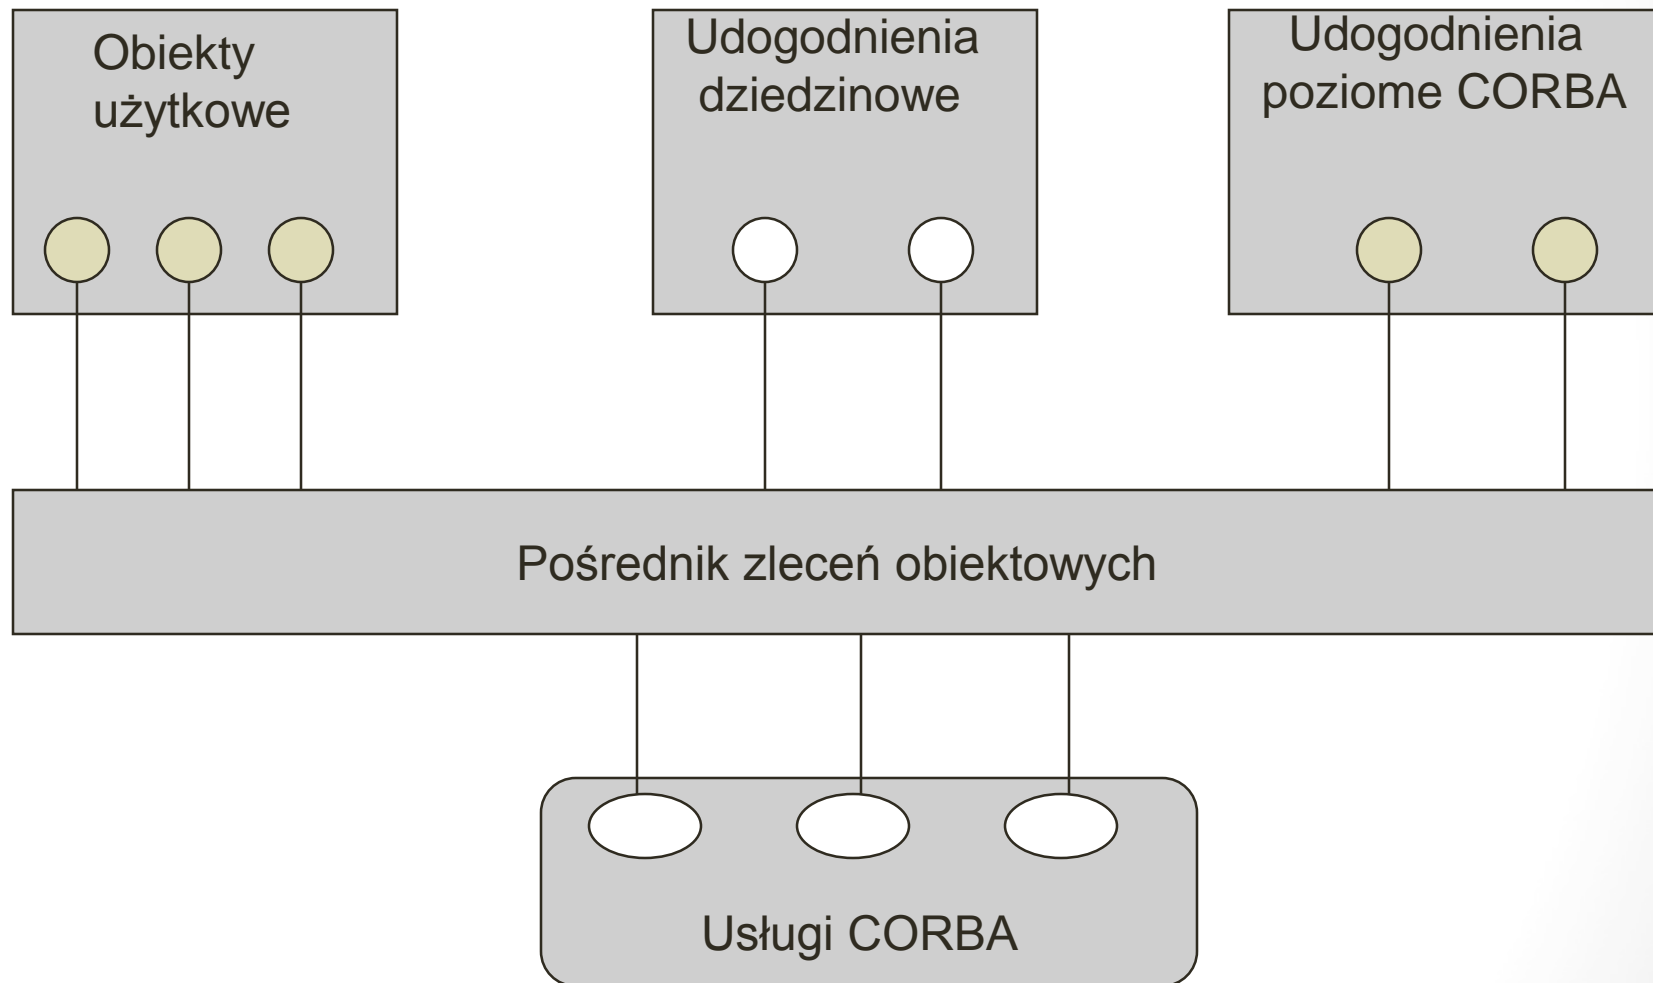 Obiekty
użytkowe
Udogodnienia
dziedzinowe
Udogodnienia
poziome CORBA
Pośrednik zleceń obiektowych
Usługi CORBA